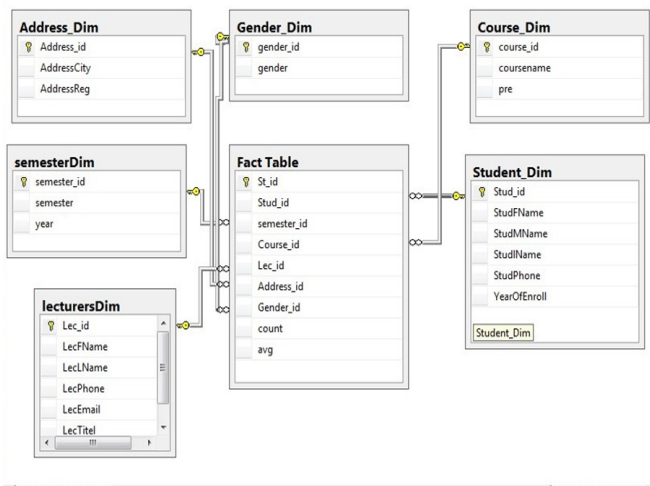 Address_Dim
Address_id
AddressCity
AddressReg
Gender_Dim
gender_id
gender
Course_Dim
course_id
coursename
pre
semesterDim
semester_id
semester
year
Fact Table
St_id
Stud_id
semester_id
Course_id
Lec_id
Address_id
Gender_id
count
avg
Student_Dim
Stud_id
StudFName
StudMName
StudlName
StudPhone
YearOfEnroll
Student_Dim
lecturersDim
Lec_id
LecFName
LecLName
LecPhone
LecEmail
LecTitel